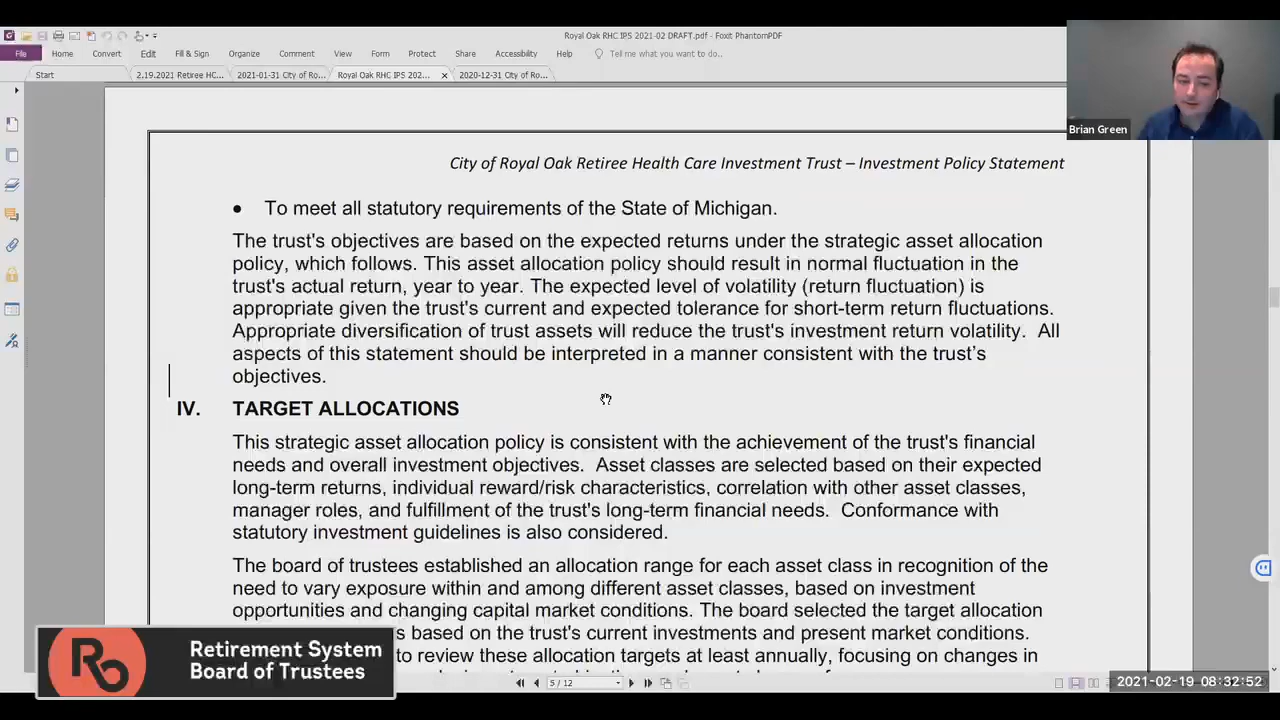 Royal Oak RHC IPS 2021-02 DRAFT.pdf - Foxit PhantomPDF
File Home Convert Edit Fill & Sign Organize Comment View Form Protect Share Accessibility Help Tell me what you want to do..
Start 2.19.2021 Retiree HC... 2021-01-31 City of Ro... Royal Oak RHC IPS 202... × 2020-12-31 City of Ro...
Brian Green
City of Royal Oak Retiree Health Care Investment Trust – Investment Policy Statement
• To meet all statutory requirements of the State of Michigan.
The trust's objectives are based on the expected returns under the strategic asset allocation
policy, which follows. This asset allocation policy should result in normal fluctuation in the
trust's actual return, year to year. The expected level of volatility (return fluctuation) is
appropriate given the trust's current and expected tolerance for short-term return fluctuations.
Appropriate diversification of trust assets will reduce the trust's investment return volatility. All
aspects of this statement should be interpreted in a manner consistent with the trust's
objectives.
IV. TARGET ALLOCATIONS
This strategic asset allocation policy is consistent with the achievement of the trust's financial
needs and overall investment objectives. Asset classes are selected based on their expected
long-term returns, individual reward/risk characteristics, correlation with other asset classes,
manager roles, and fulfillment of the trust's long-term financial needs. Conformance with
statutory investment guidelines is also considered.
The board of trustees established an allocation range for each asset class in recognition of the
need to vary exposure within and among different asset classes, based on investment
opportunities and changing capital market conditions. The board selected the target allocation
s based on the trust's current investments and present market conditions.
to review these allocation targets at least annually, focusing on changes in
Ro
Retirement System
Board of Trustees
5 / 12
2021-02-19 08:32:52